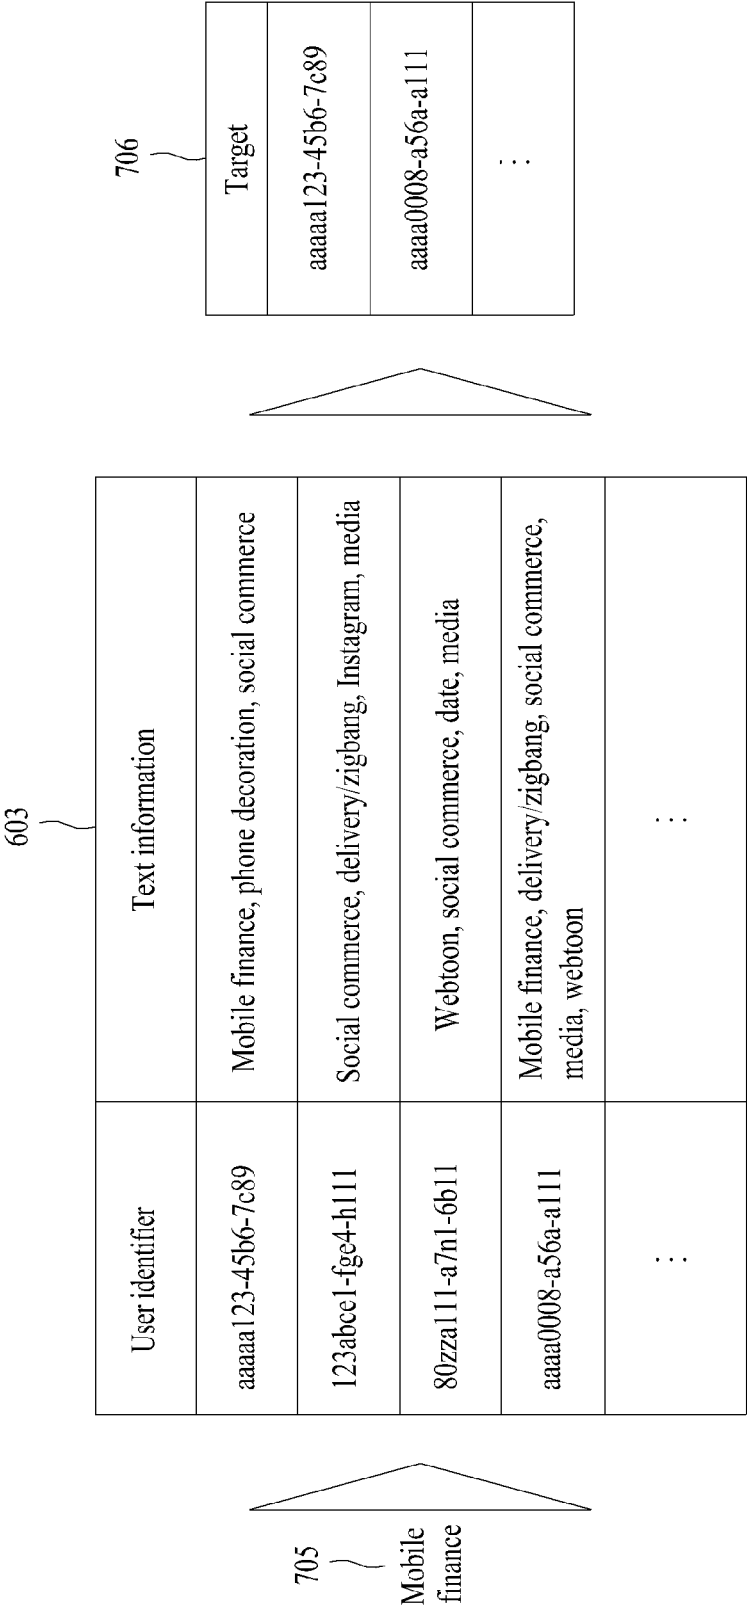 705
Mobile
finance
603
User identifier
Text information
aaaaa123-45b6-7c89
Mobile finance, phone decoration, social commerce
123abce1-fge4-h111
Social commerce, delivery/zigbang, Instagram, media
80zza111-a7n1-6b11
Webtoon, social commerce, date, media
aaaa0008-a56a-a111
Mobile finance, delivery/zigbang, social commerce,
media, webtoon
...
...
706
Target
aaaaa123-45b6-7c89
aaaa0008-a56a-a111
...